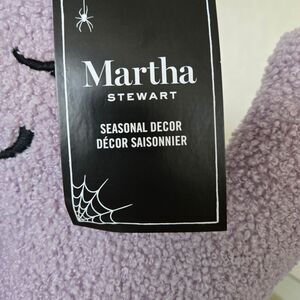 Martha
STEWART
SEASONAL DECOR
DÉCOR SAISONNIER